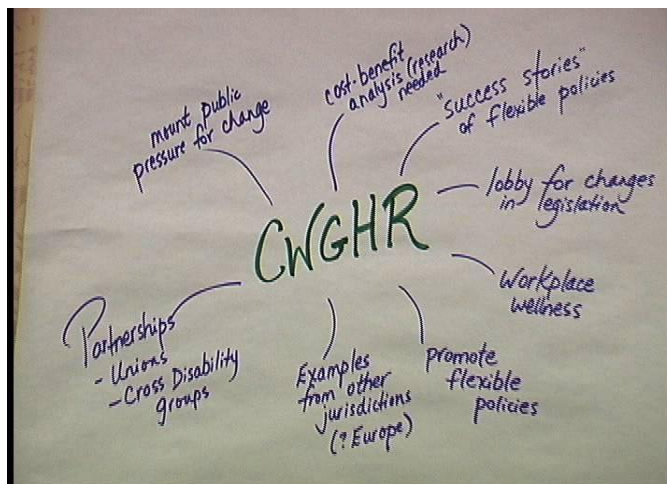 mount public
pressure for change
cost-benefit
analysis (research)
needed
"success stories"
of flexible policies
lobby for changes
in legislation
CWGHR
Workplace
wellness
Partnerships
- Unions
- Cross Disability
groups
Examples
from other
jurisdictions
(? Europe)
promote
flexible
policies